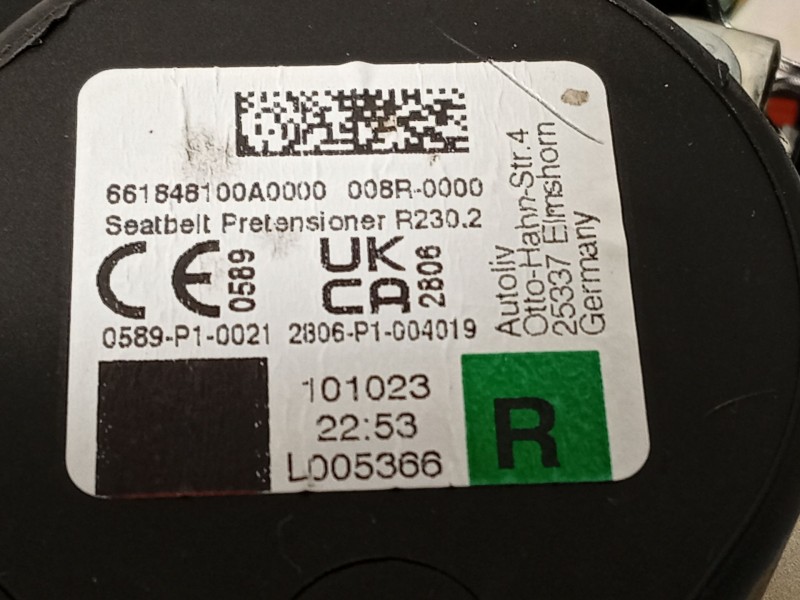 661848100A0000 008R-0000
Seatbelt Pretensioner R230.2
CE 0589
UK
CA 2806
0589-P1-0021 2806-P1-004019
Autoliv
Otto-Hahn-Str.4
25337 Elmshorn
Germany
101023
22:53
L005366
R